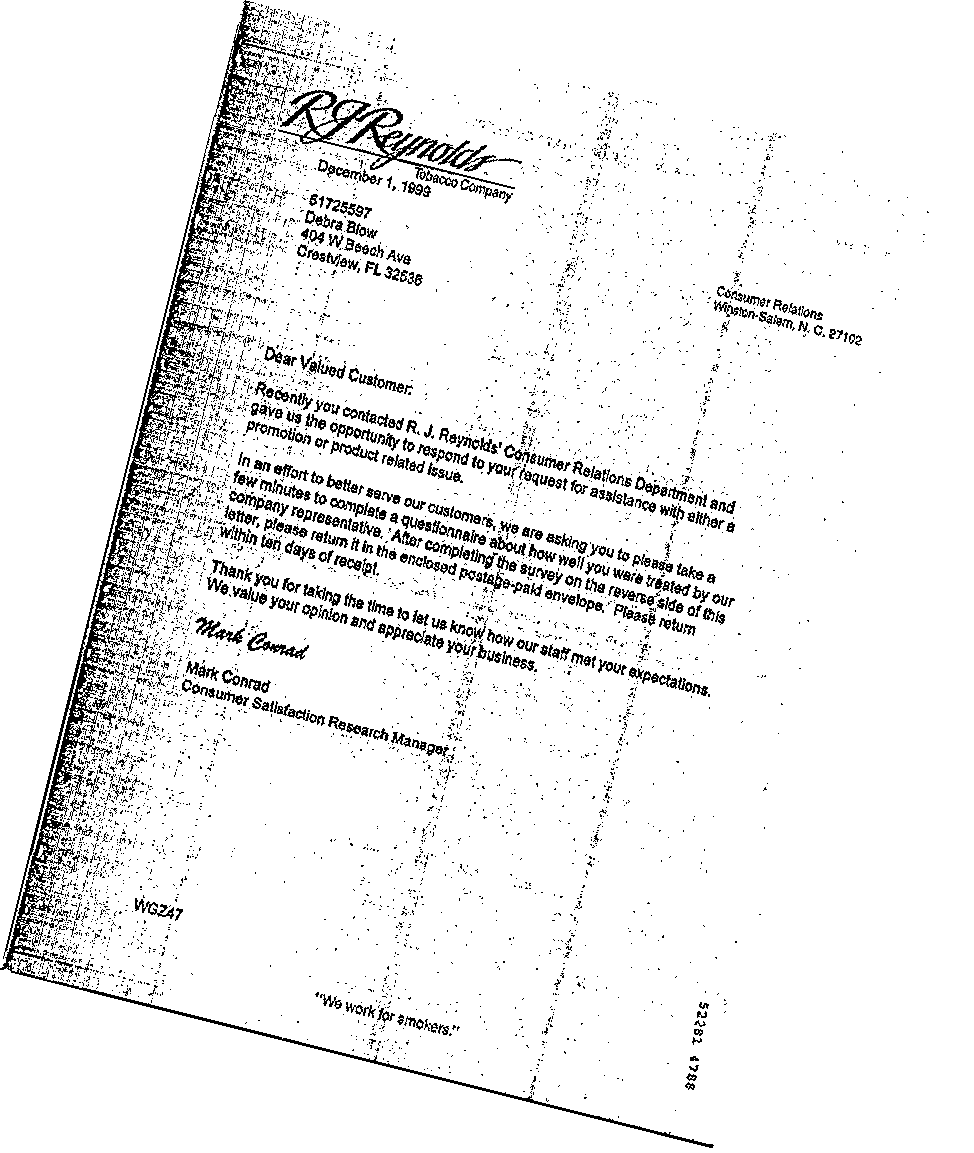 RJReynolds
Tobacco Company
December 1, 1999
61725597
Debra Blow
404 W Beech Ave
Crestview, FL 32536
Consumer Relations
Winston-Salem, N. C. 27102
Dear Valued Customer:
Recently you contacted R. J. Reynolds' Consumer Relations Department and
gave us the opportunity to respond to your request for assistance with either a
promotion or product related issue.
In an effort to better serve our customers, we are asking you to please take a
few minutes to complete a questionnaire about how well you were treated by our
company representative. After completing the survey on the reverse side of this
letter, please return it in the enclosed postage-paid envelope. Please return
within ten days of receipt.
Thank you for taking the time to let us know how our staff met your expectations.
We value your opinion and appreciate your business.
Mark Conrad
Mark Conrad
Consumer Satisfaction Research Manager
WGZ47
"We work for smokers."
52281 4788